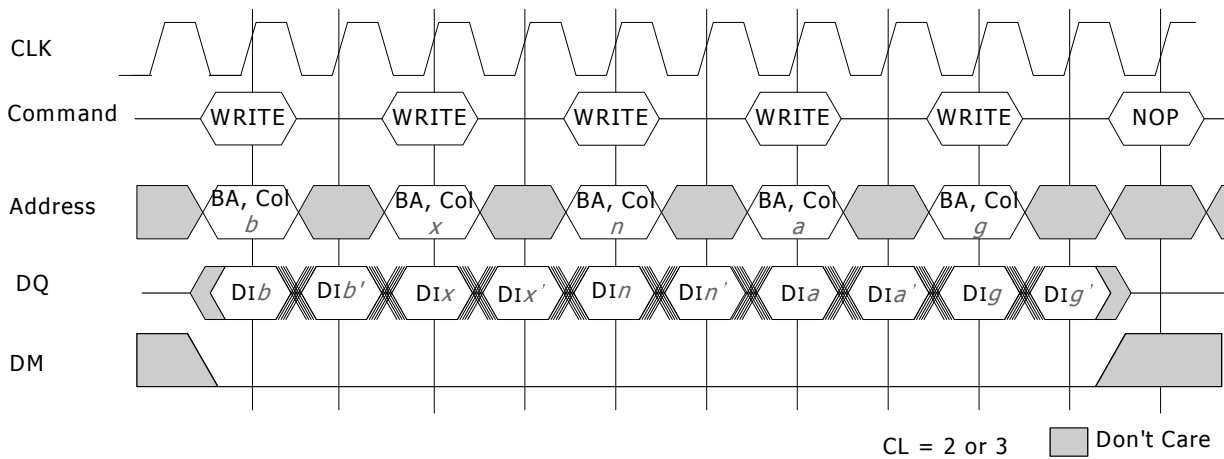 CLK
Command WRITE WRITE WRITE WRITE WRITE NOP
Address BA, Col BA, Col BA, Col BA, Col BA, Col
b x n a g
DQ DIb DIb' DIx DIx' DIn DIn' DIa DIa' DIg DIg'
DM
CL = 2 or 3 Don't Care